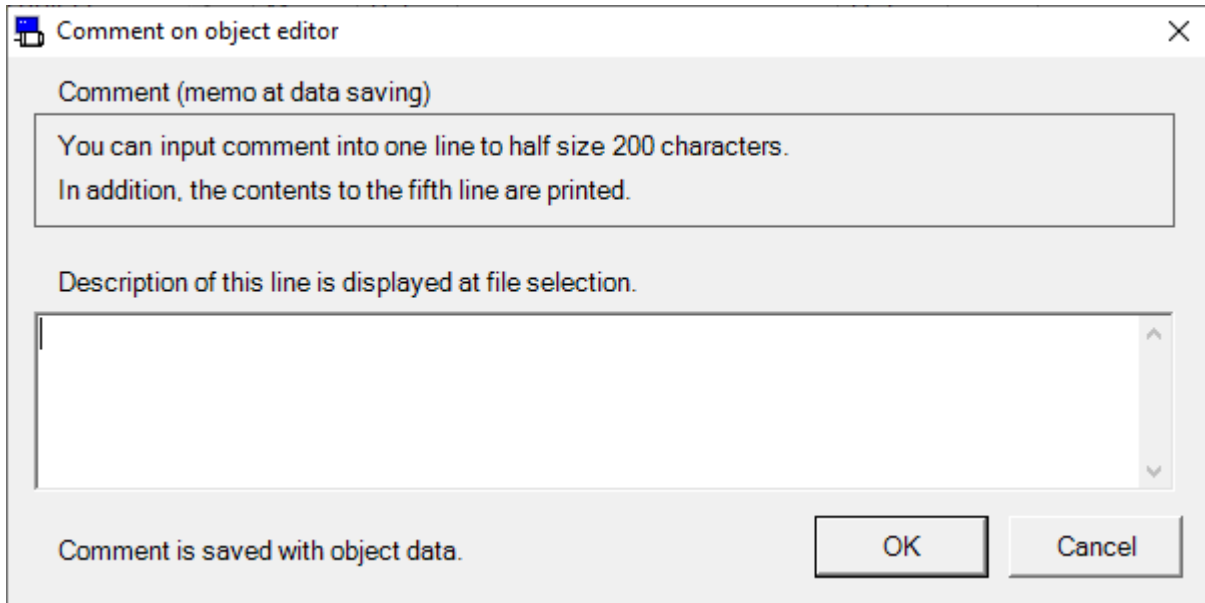 Comment on object editor
Comment (memo at data saving)
You can input comment into one line to half size 200 characters.
In addition, the contents to the fifth line are printed.
Description of this line is displayed at file selection.
Comment is saved with object data.
OK
Cancel